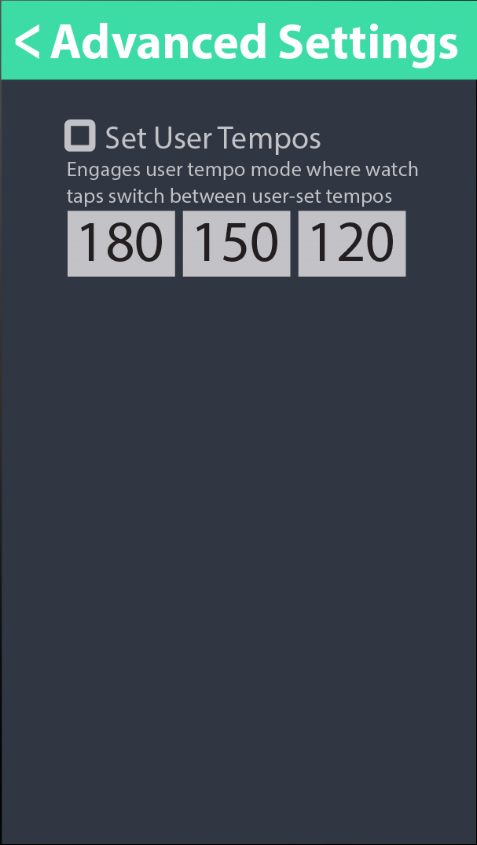 < Advanced Settings
Set User Tempos
Engages user tempo mode where watch
taps switch between user-set tempos
180 150 120